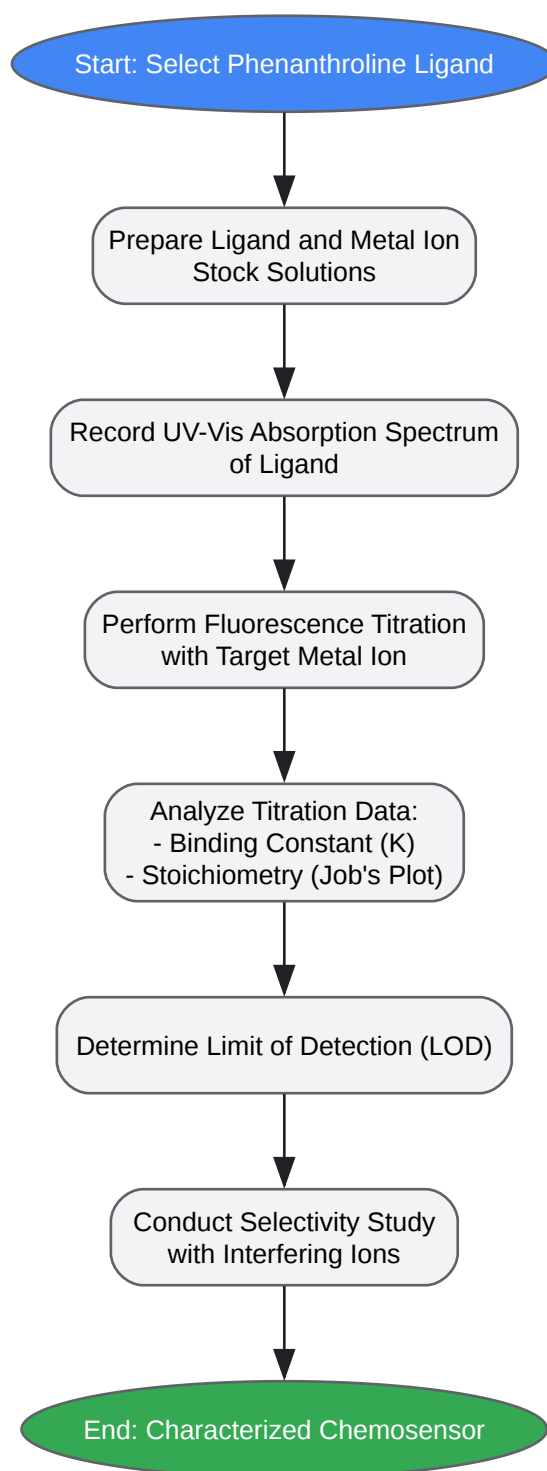 Start: Select Phenanthroline Ligand
Prepare Ligand and Metal Ion
Stock Solutions
Record UV-Vis Absorption Spectrum
of Ligand
Perform Fluorescence Titration
with Target Metal Ion
Analyze Titration Data:
- Binding Constant (K)
- Stoichiometry (Job's Plot)
Determine Limit of Detection (LOD)
Conduct Selectivity Study
with Interfering Ions
End: Characterized Chemosensor